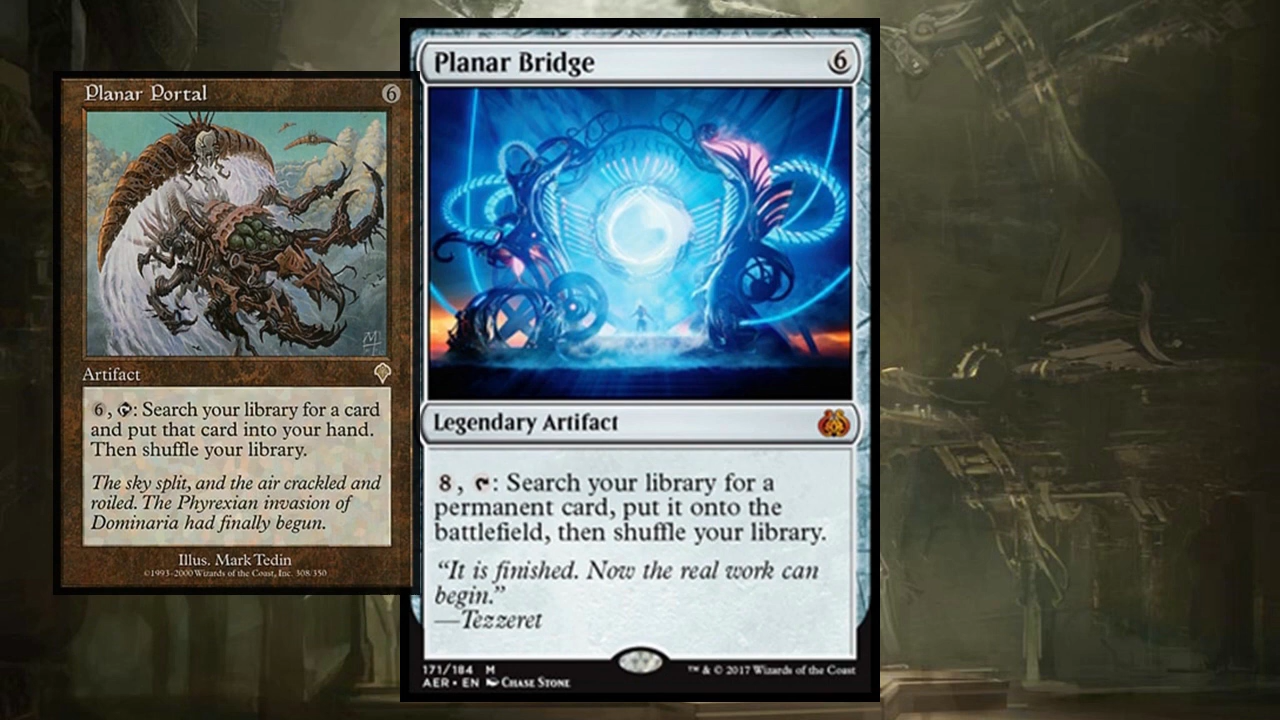 Planar Portal 6
Artifact
6, : Search your library for a card
and put that card into your hand.
Then shuffle your library.
The sky split, and the air crackled and
roiled. The Phyrexian invasion of
Dominaria had finally begun.
Illus. Mark Tedin
©1993-2000 Wizards of the Coast, Inc. 308/350
Planar Bridge 6
Legendary Artifact
8, : Search your library for a
permanent card, put it onto the
battlefield, then shuffle your library.
"It is finished. Now the real work can
begin."
—Tezzeret
171/184 M
AER • EN Chase Stone
™ & © 2017 Wizards of the Coast